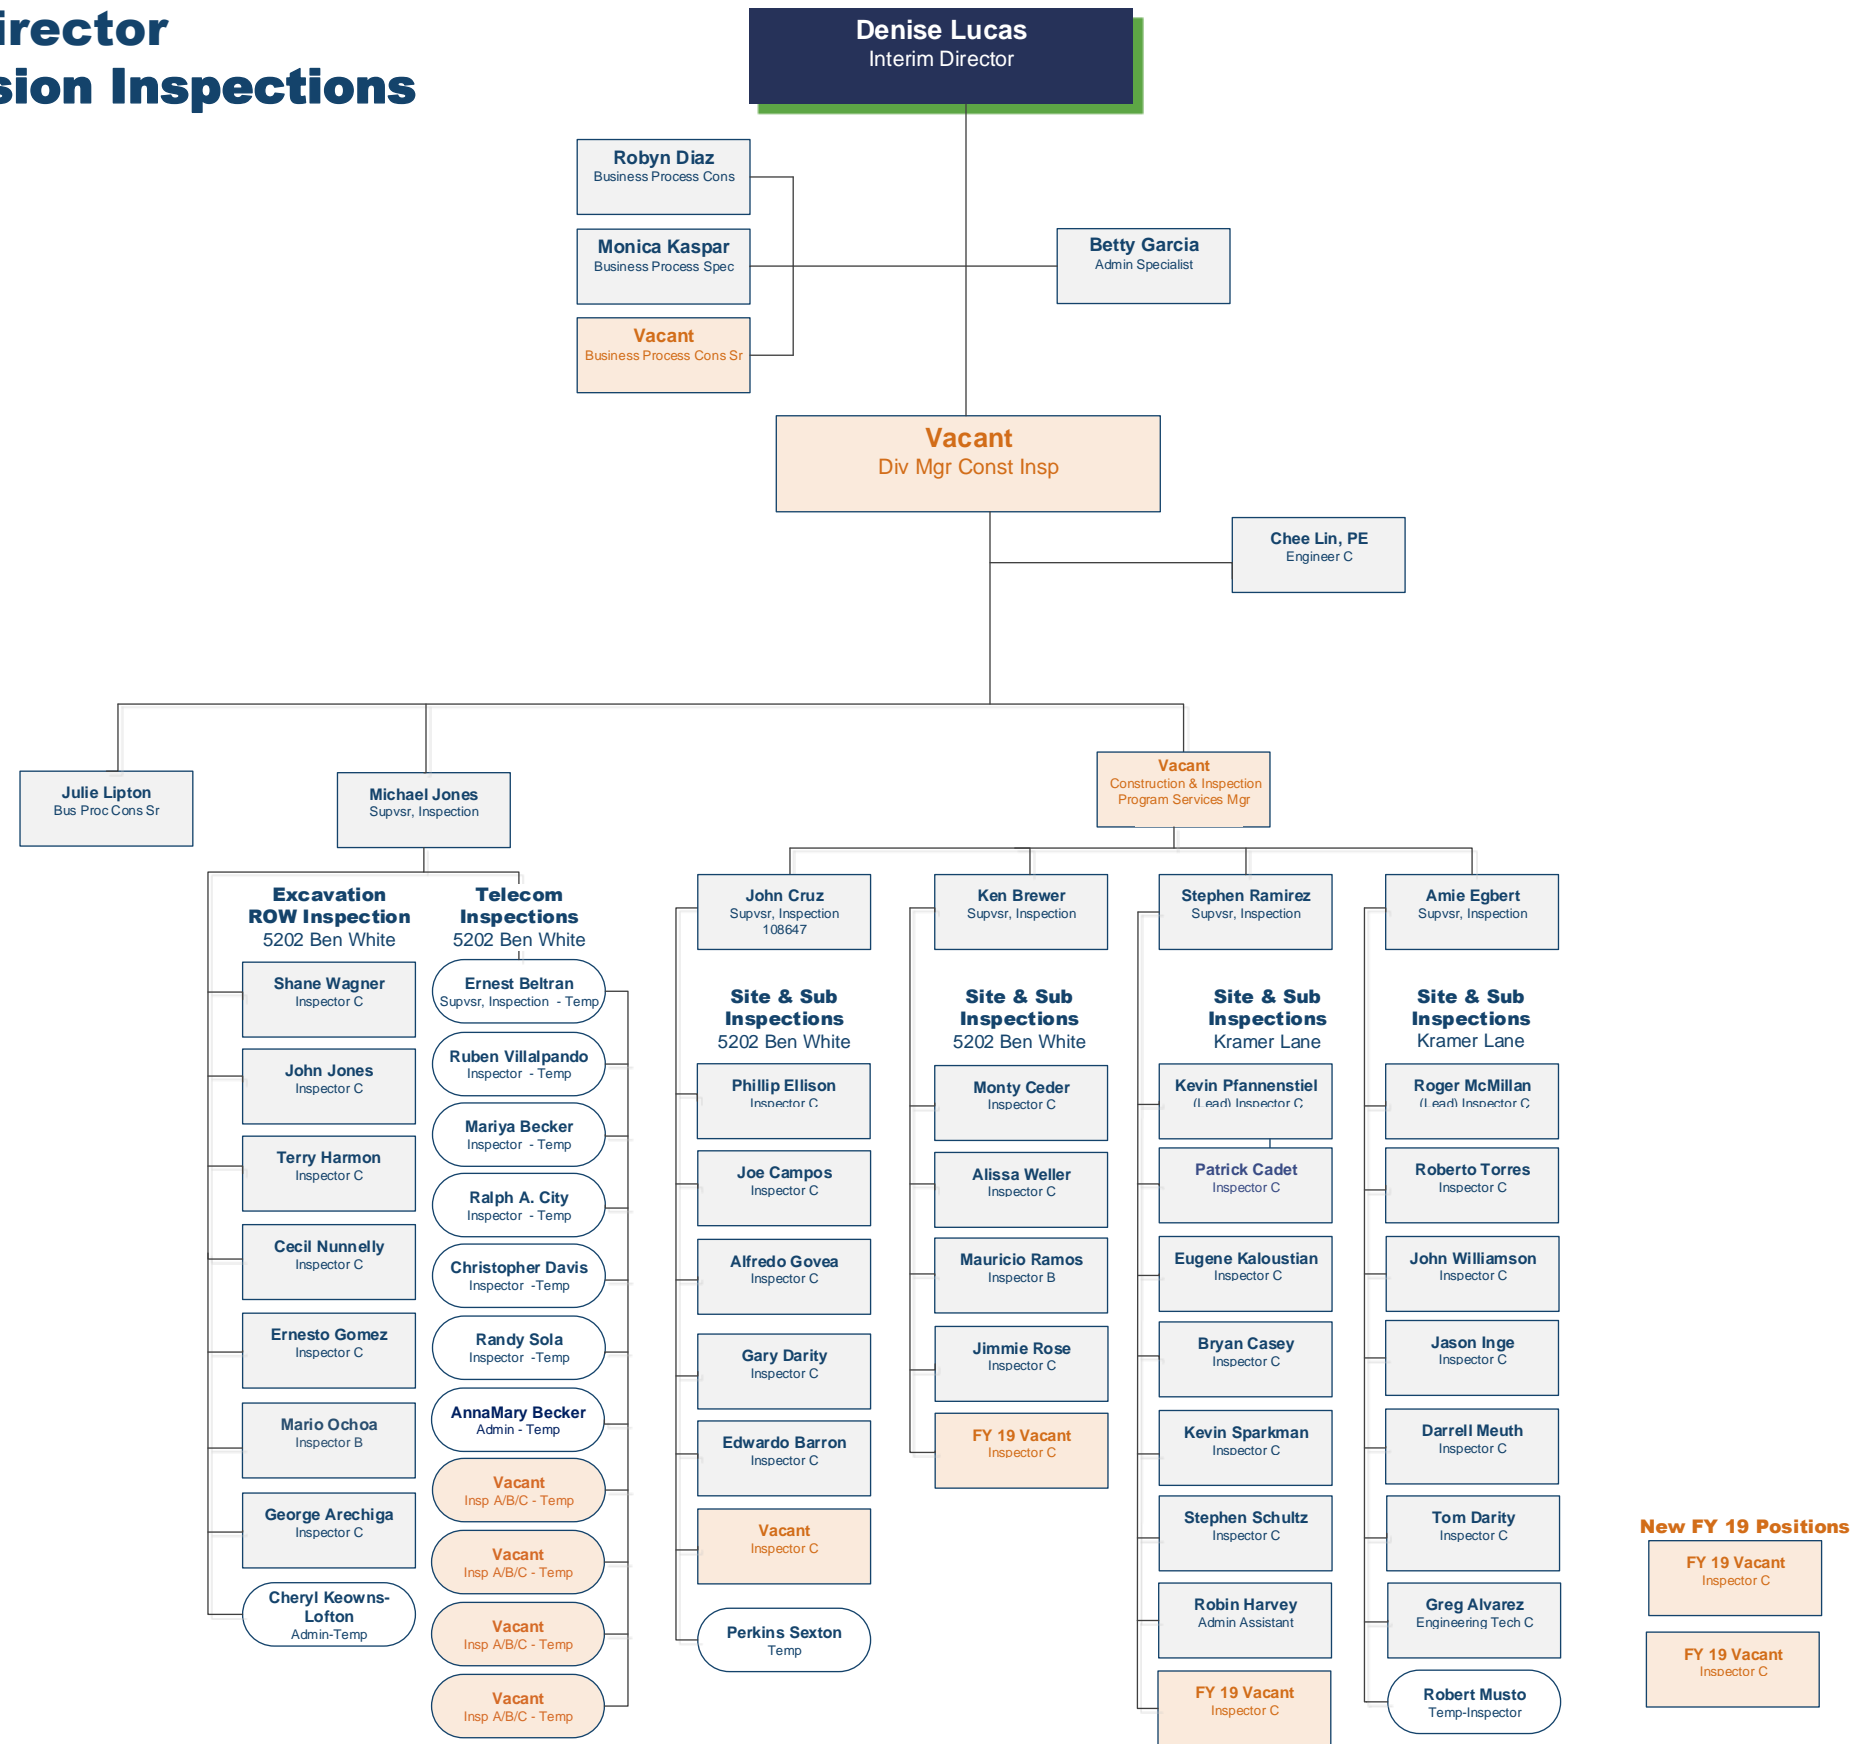 irector
sion Inspections
Denise Lucas
Interim Director
Robyn Diaz
Business Process Cons
Monica Kaspar
Business Process Spec
Betty Garcia
Admin Specialist
Vacant
Business Process Cons Sr
Vacant
Div Mgr Const Insp
Chee Lin, PE
Engineer C
Julie Lipton
Bus Proc Cons Sr
Michael Jones
Supvsr, Inspection
Vacant
Construction & Inspection
Program Services Mgr
Excavation
ROW Inspection
5202 Ben White
Shane Wagner
Inspector C
John Jones
Inspector C
Terry Harmon
Inspector C
Cecil Nunnelly
Inspector C
Ernesto Gomez
Inspector C
Mario Ochoa
Inspector B
George Arechiga
Inspector C
Cheryl Keowns-
Lofton
Admin-Temp
Telecom
Inspections
5202 Ben White
Ernest Beltran
Supvsr, Inspection - Temp
Ruben Villalpando
Inspector - Temp
Mariya Becker
Inspector - Temp
Ralph A. City
Inspector - Temp
Christopher Davis
Inspector -Temp
Randy Sola
Inspector -Temp
AnnaMary Becker
Admin - Temp
Vacant
Insp A/B/C - Temp
Vacant
Insp A/B/C - Temp
Vacant
Insp A/B/C - Temp
Vacant
Insp A/B/C - Temp
John Cruz
Supvsr, Inspection
108647
Site & Sub
Inspections
5202 Ben White
Phillip Ellison
Inspector C
Joe Campos
Inspector C
Alfredo Govea
Inspector C
Gary Darity
Inspector C
Edwardo Barron
Inspector C
Vacant
Inspector C
Perkins Sexton
Temp
Ken Brewer
Supvsr, Inspection
Site & Sub
Inspections
5202 Ben White
Monty Ceder
Inspector C
Alissa Weller
Inspector C
Mauricio Ramos
Inspector B
Jimmie Rose
Inspector C
FY 19 Vacant
Inspector C
Stephen Ramirez
Supvsr, Inspection
Site & Sub
Inspections
Kramer Lane
Kevin Pfannenstiel
(Lead) Inspector C
Patrick Cadet
Inspector C
Eugene Kaloustian
Inspector C
Bryan Casey
Inspector C
Kevin Sparkman
Inspector C
Stephen Schultz
Inspector C
Robin Harvey
Admin Assistant
FY 19 Vacant
Inspector C
Amie Egbert
Supvsr, Inspection
Site & Sub
Inspections
Kramer Lane
Roger McMillan
(Lead) Inspector C
Roberto Torres
Inspector C
John Williamson
Inspector C
Jason Inge
Inspector C
Darrell Meuth
Inspector C
Tom Darity
Inspector C
Greg Alvarez
Engineering Tech C
Robert Musto
Temp-Inspector
New FY 19 Positions
FY 19 Vacant
Inspector C
FY 19 Vacant
Inspector C